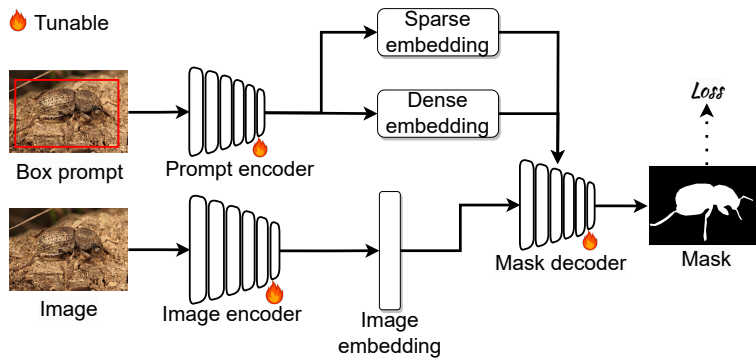 Tunable
Sparse
embedding
Dense
embedding
Loss
Box prompt
Prompt encoder
Mask decoder
Mask
Image
Image encoder
Image
embedding